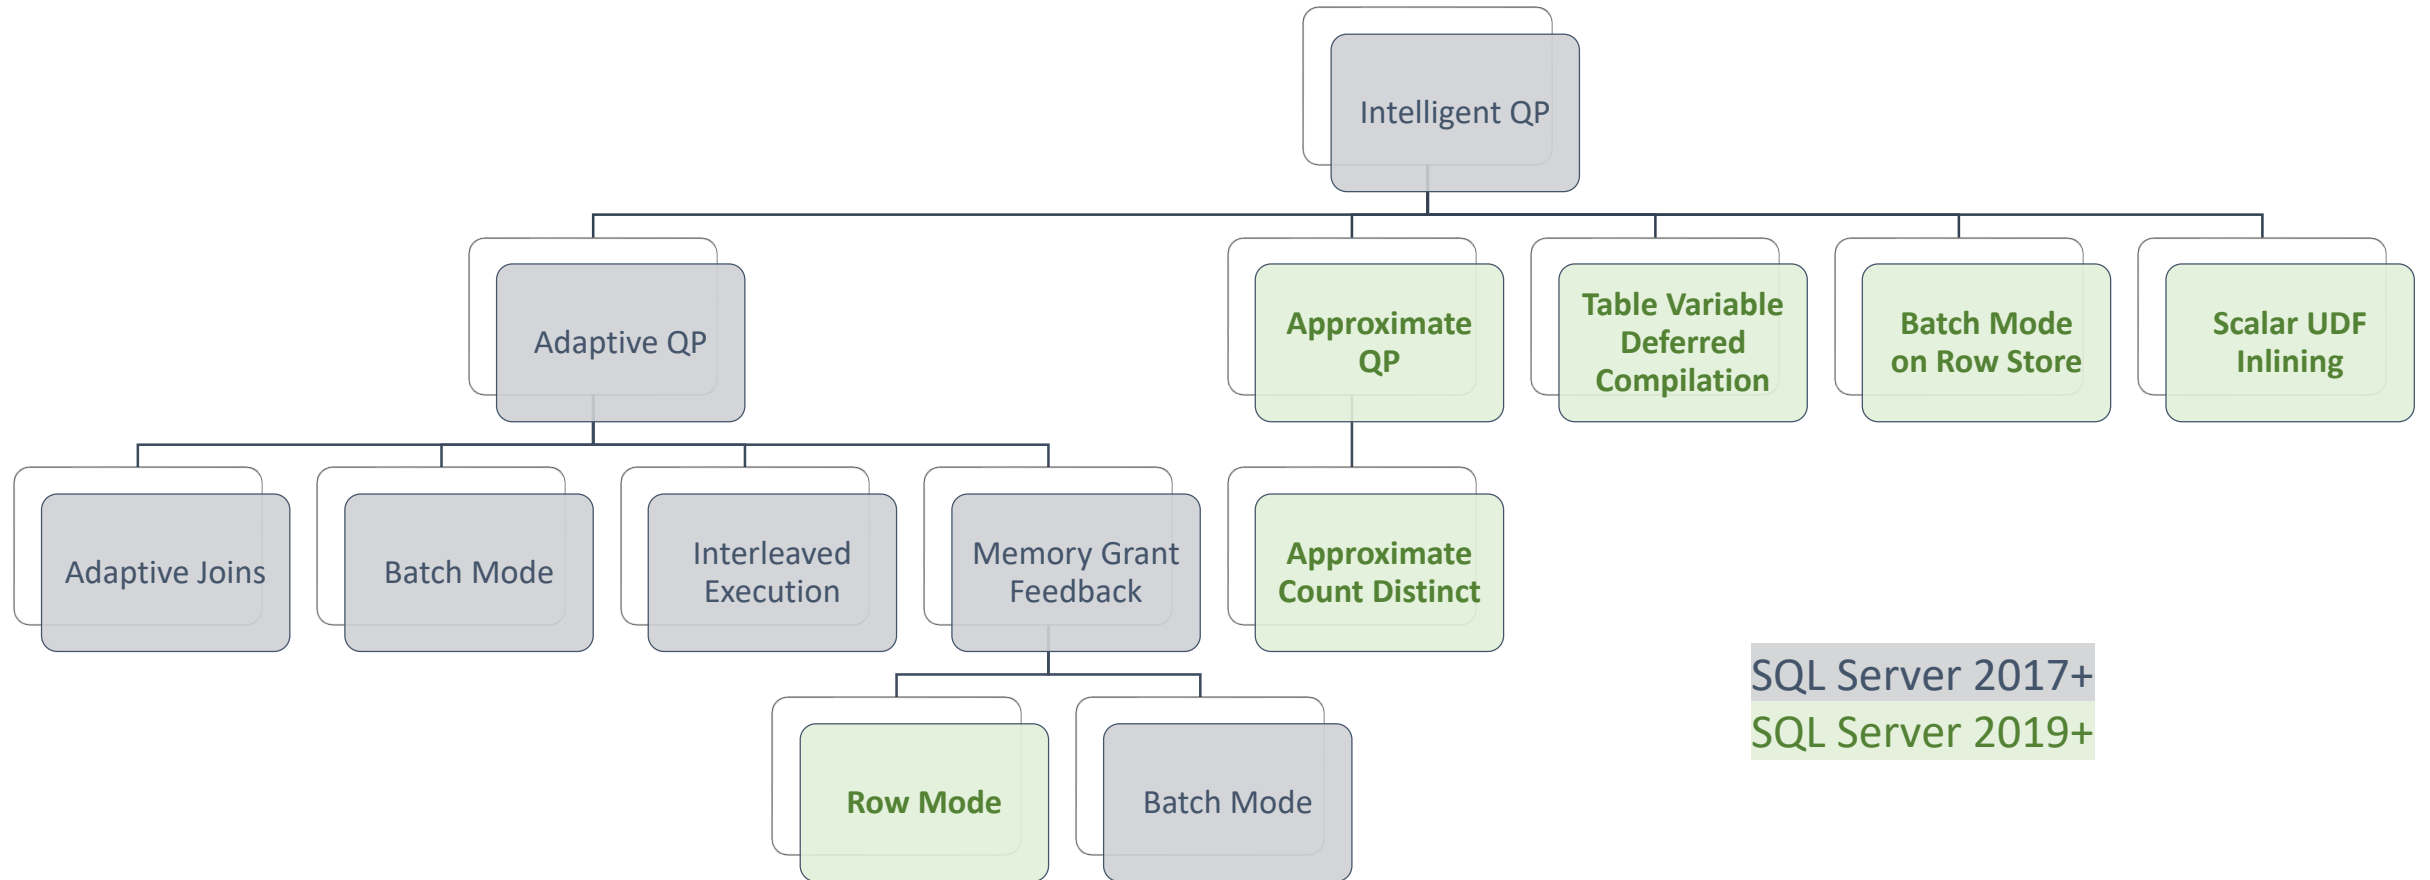 Intelligent QP
Adaptive QP
Approximate
QP
Table Variable
Deferred
Compilation
Batch Mode
on Row Store
Scalar UDF
Inlining
Adaptive Joins
Batch Mode
Interleaved
Execution
Memory Grant
Feedback
Approximate
Count Distinct
Row Mode
Batch Mode
SQL Server 2017+
SQL Server 2019+